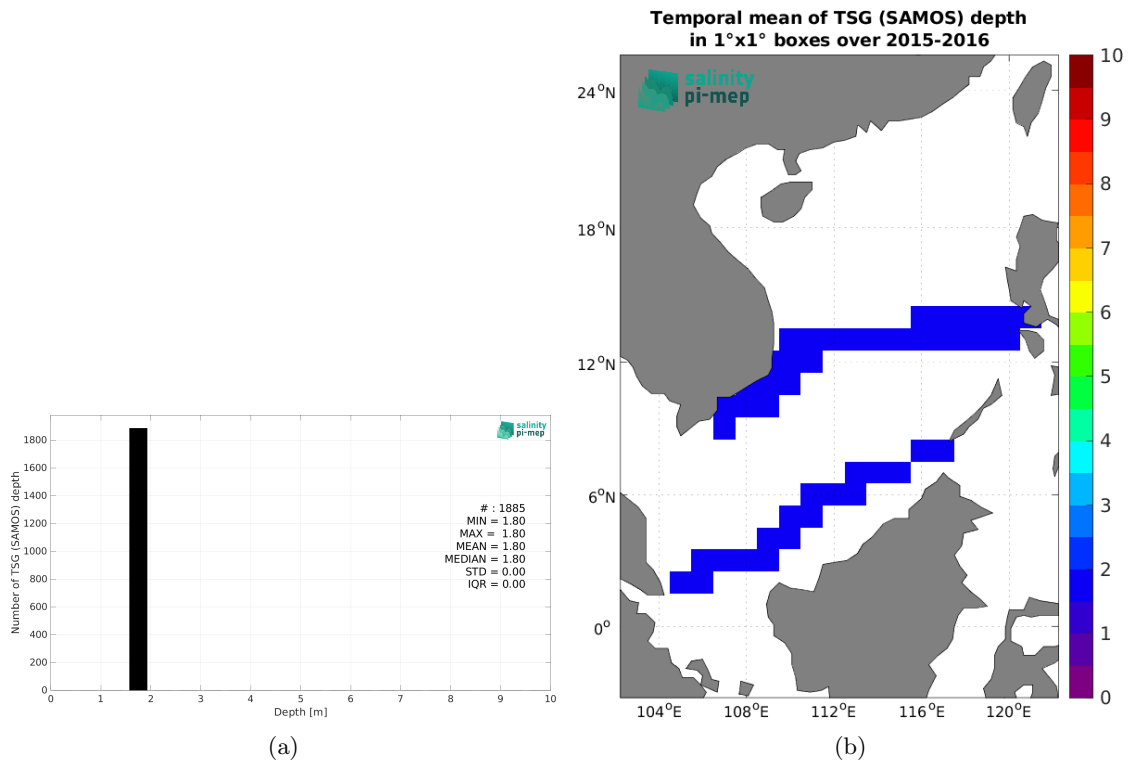 Number of TSG (SAMOS) depth
1800
1600
1400
1200
1000
800
600
400
200
0
0 1 2 3 4 5 6 7 8 9 10
Depth [m]
salinity
pi-mep
# : 1885
MIN = 1.80
MAX = 1.80
MEAN = 1.80
MEDIAN = 1.80
STD = 0.00
IQR = 0.00
(a)
Temporal mean of TSG (SAMOS) depth
in 1°x1° boxes over 2015-2016
salinity
pi-mep
24°N
18°N
12°N
6°N
0°
104°E 108°E 112°E 116°E 120°E
10
9
8
7
6
5
4
3
2
1
0
(b)